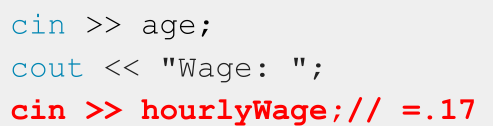 cin >> age;
cout << "Wage: ";
cin >> hourlyWage;// =.17